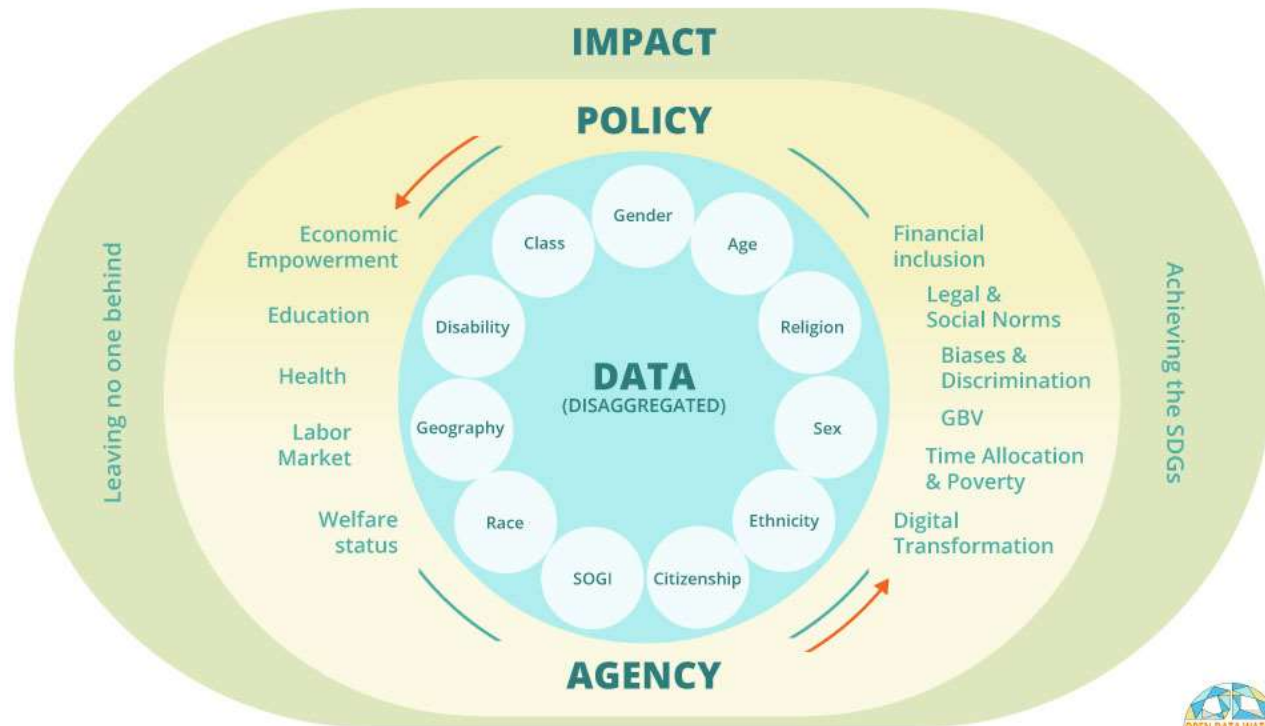 IMPACT
POLICY
Leaving no one behind
Economic
Empowerment
Education
Health
Labor
Market
Welfare
status
Gender
Class
Age
Disability
Religion
DATA
(DISAGGREGATED)
Geography
Sex
Race
Ethnicity
SOGI
Citizenship
Financial
inclusion
Legal &
Social Norms
Biases &
Discrimination
GBV
Time Allocation
& Poverty
Digital
Transformation
Achieving the SDGs
AGENCY
OPEN DATA